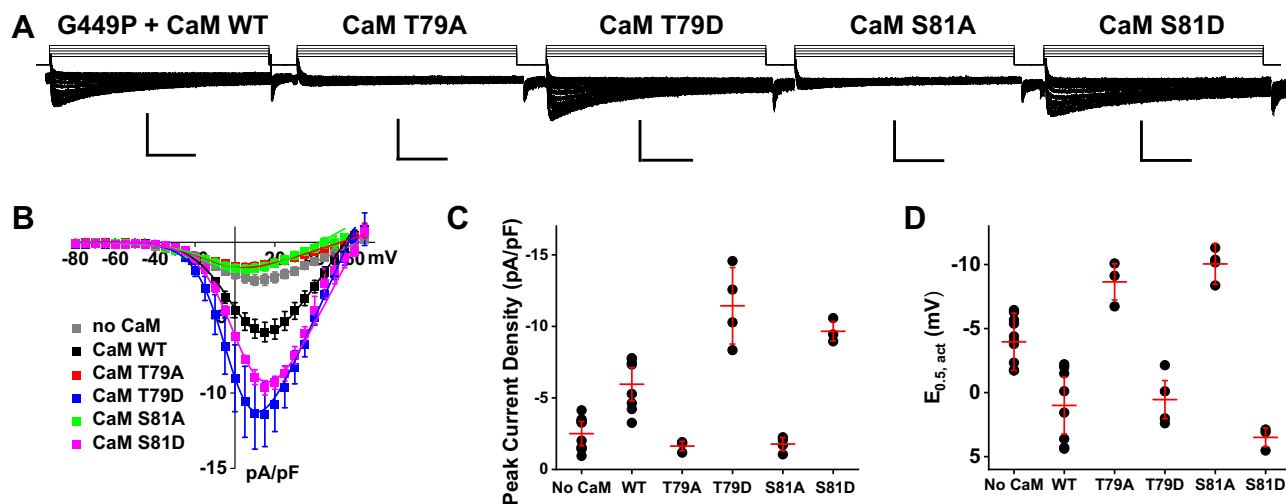 A
G449P + CaM WT
CaM T79A
CaM T79D
CaM S81A
CaM S81D
B
-80 -60 -40 20 mV
-10
-15
pA/pF
no CaM
CaM WT
CaM T79A
CaM T79D
CaM S81A
CaM S81D
C
Peak Current Density (pA/pF)
-15
-10
-5
0
No CaM WT T79A T79D S81A S81D
D
E0.5, act (mV)
-10
-5
0
5
No CaM WT T79A T79D S81A S81D